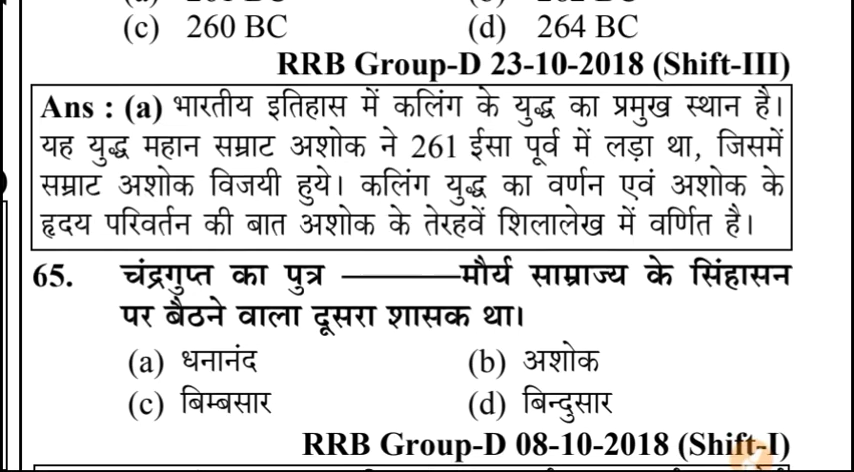 (c) 260 BC (d) 264 BC
RRB Group-D 23-10-2018 (Shift-III)
Ans : (a) भारतीय इतिहास में कलिंग के युद्ध का प्रमुख स्थान है।
यह युद्ध महान सम्राट अशोक ने 261 ईसा पूर्व में लड़ा था, जिसमें
सम्राट अशोक विजयी हुये। कलिंग युद्ध का वर्णन एवं अशोक के
हृदय परिवर्तन की बात अशोक के तेरहवें शिलालेख में वर्णित है।
65. चंद्रगुप्त का पुत्र ———मौर्य साम्राज्य के सिंहासन
पर बैठने वाला दूसरा शासक था।
(a) धनानंद (b) अशोक
(c) बिम्बसार (d) बिन्दुसार
RRB Group-D 08-10-2018 (Shift-I)